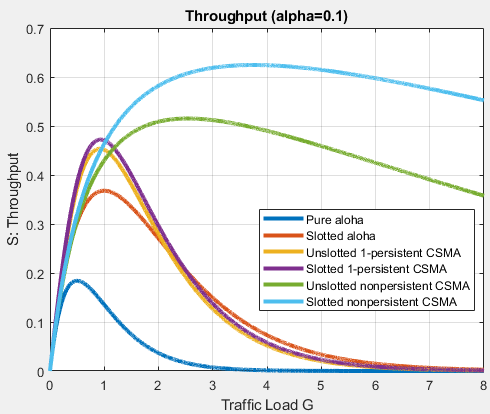 Throughput (alpha=0.1)
0.7
0.6
0.5
0.4
0.3
0.2
0.1
0
S: Throughput
Pure aloha
Slotted aloha
Unslotted 1-persistent CSMA
Slotted 1-persistent CSMA
Unslotted nonpersistent CSMA
Slotted nonpersistent CSMA
0 1 2 3 4 5 6 7 8
Traffic Load G